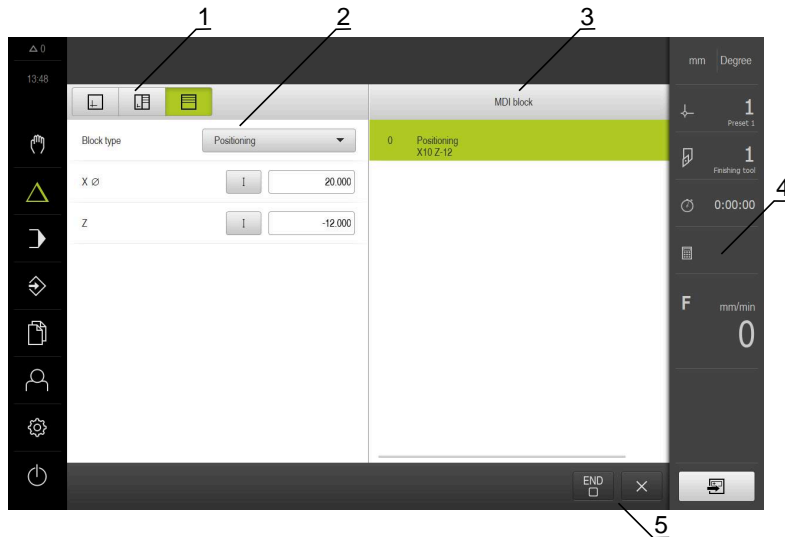 1
2
3
△ 0
13:48
mm
Degree
MDI block
1
Preset 1
Block type
Positioning
0 Positioning
X10 Z-12
1
Finishing tool
X ∅
I
20.000
4
0:00:00
Z
I
-12.000
F
mm/min
0
END
5